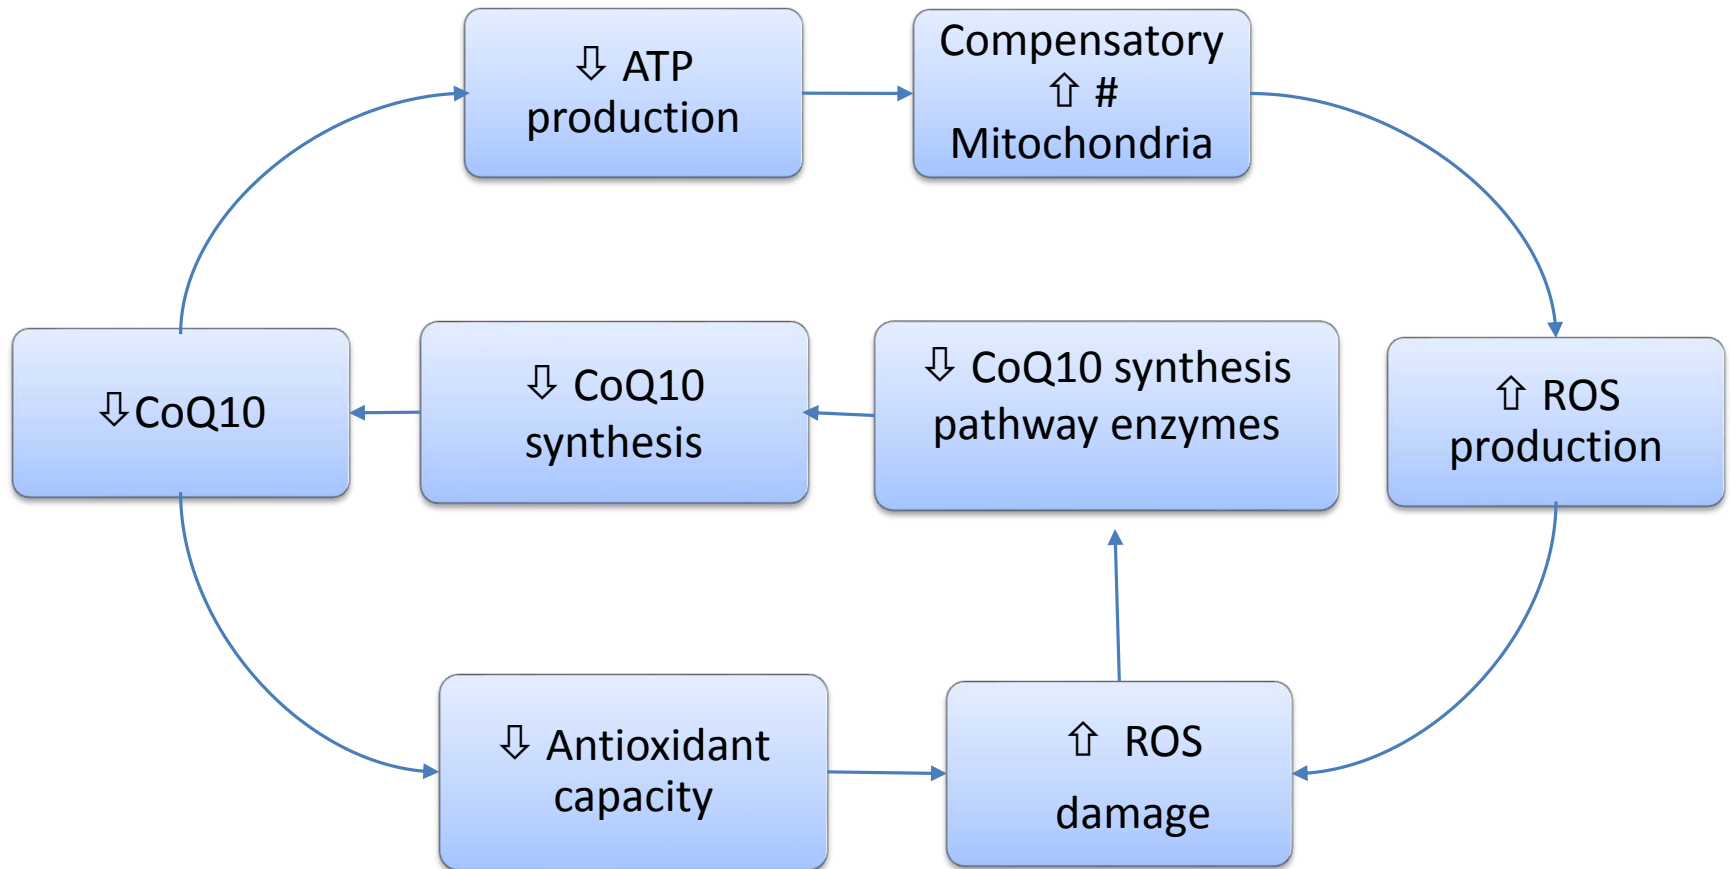 ⇩ ATP
production
Compensatory
⇧ #
Mitochondria
⇩CoQ10
⇩ CoQ10
synthesis
⇩ CoQ10 synthesis
pathway enzymes
⇧ ROS
production
⇩ Antioxidant
capacity
⇧ ROS
damage